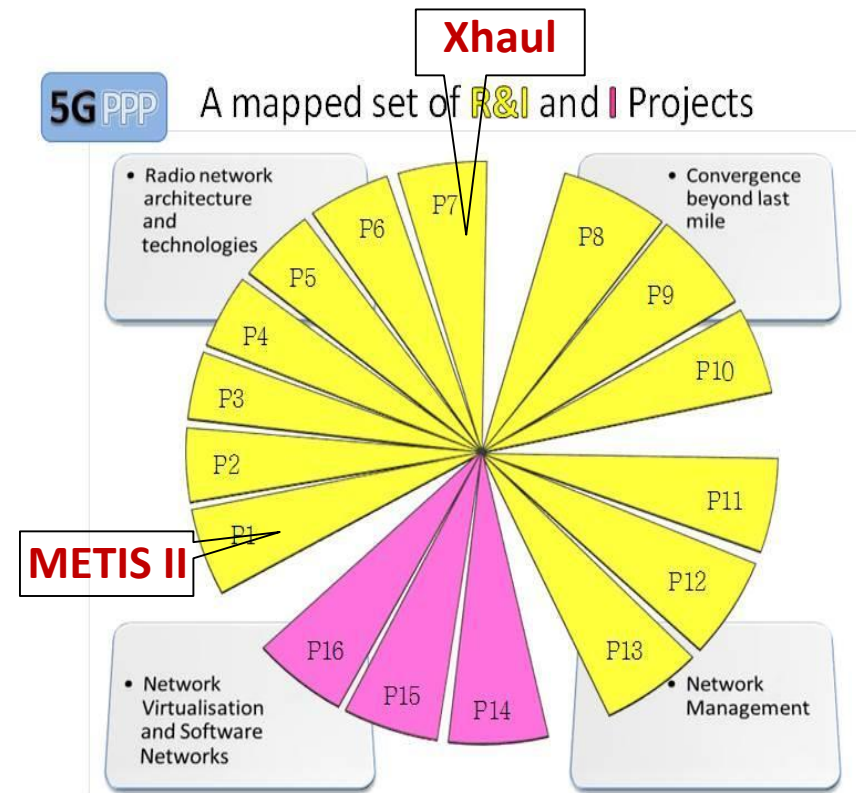 Xhaul
5G PPP
A mapped set of R&I and I Projects
• Radio network
architecture
and
technologies
• Convergence
beyond last
mile
P7
P6
P5
P4
P3
P2
P1
P8
P9
P10
P11
P12
P13
P14
P15
P16
METIS II
• Network
Virtualisation
and Software
Networks
• Network
Management